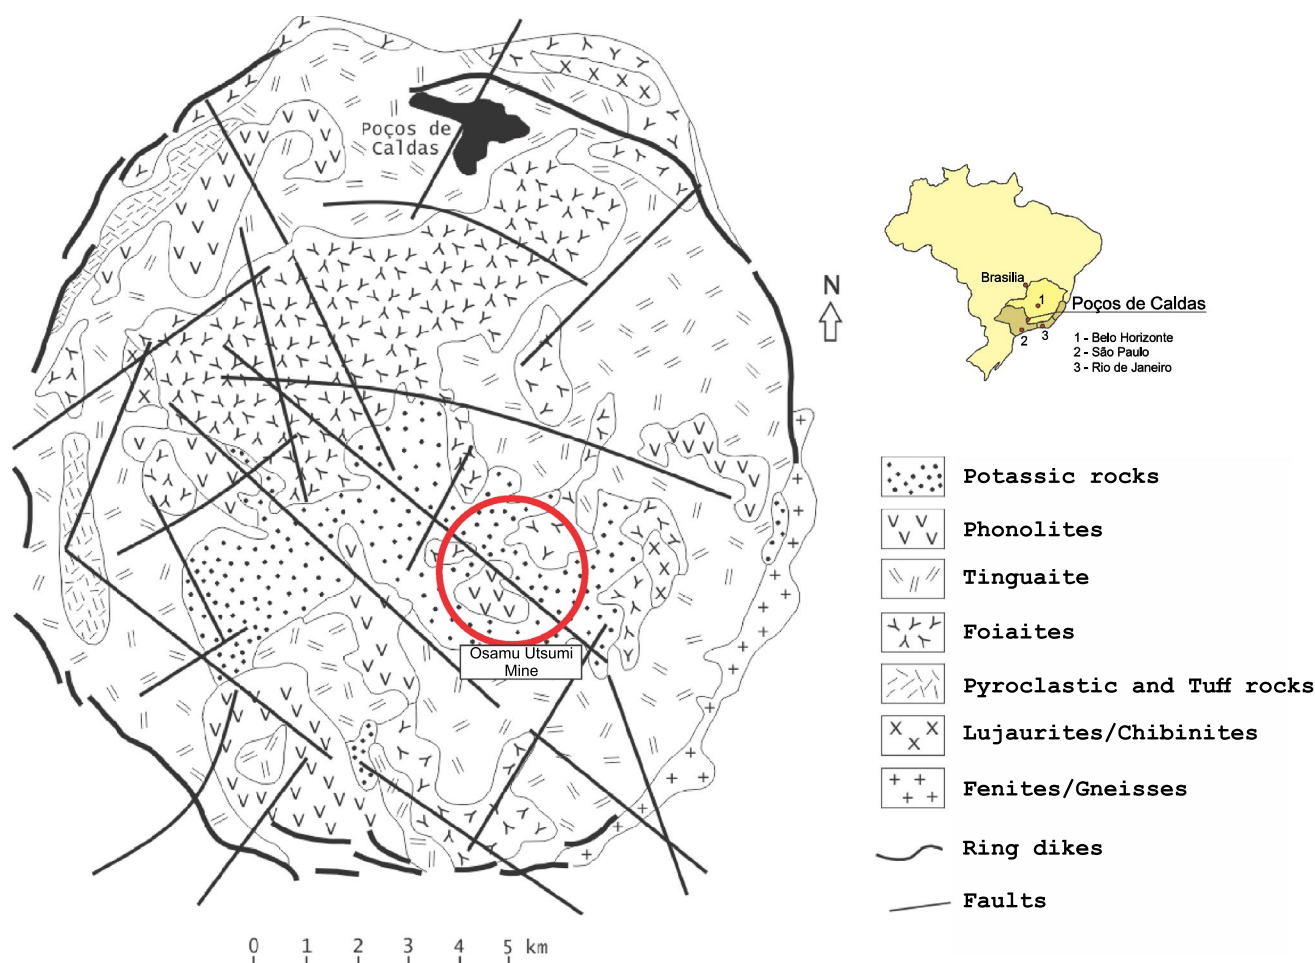 Poços de
Caldas
Osamu Utsumi
Mine
N
0 1 2 3 4 5 km
Brasilia
1
Poços de Caldas
2
3
1 - Belo Horizonte
2 - São Paulo
3 - Rio de Janeiro
Potassic rocks
Phonolites
Tinguaite
Foiaites
Pyroclastic and Tuff rocks
Lujaurites/Chibinites
Fenites/Gneisses
Ring dikes
Faults